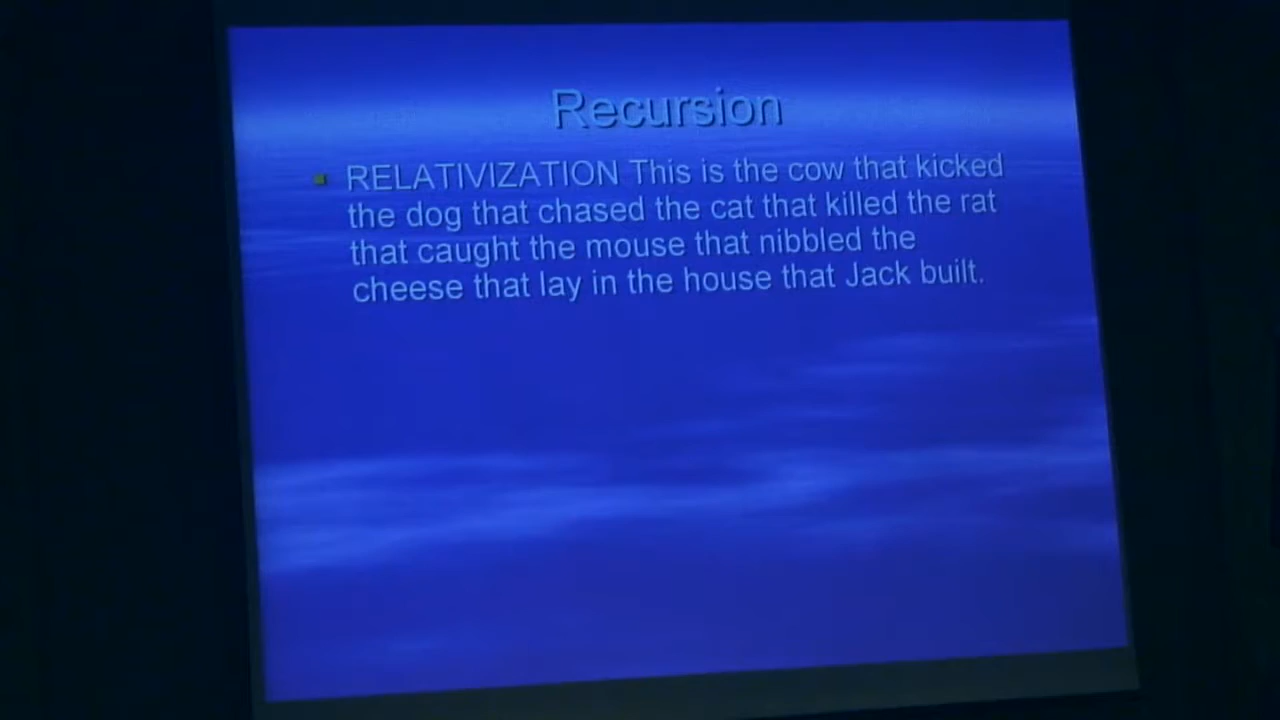 Recursion
RELATIVIZATION This is the cow that kicked
the dog that chased the cat that killed the rat
that caught the mouse that nibbled the
cheese that lay in the house that Jack built.